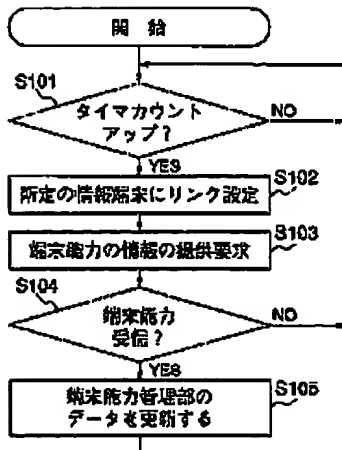 開始
S101
タイマカウント
アップ?
NO
YES
S102
所定の情報端末にリンク設定
S103
端末能力の情報の提供要求
S104
端末能力
受信?
NO
YES
S105
端末能力管理部の
データを更新する